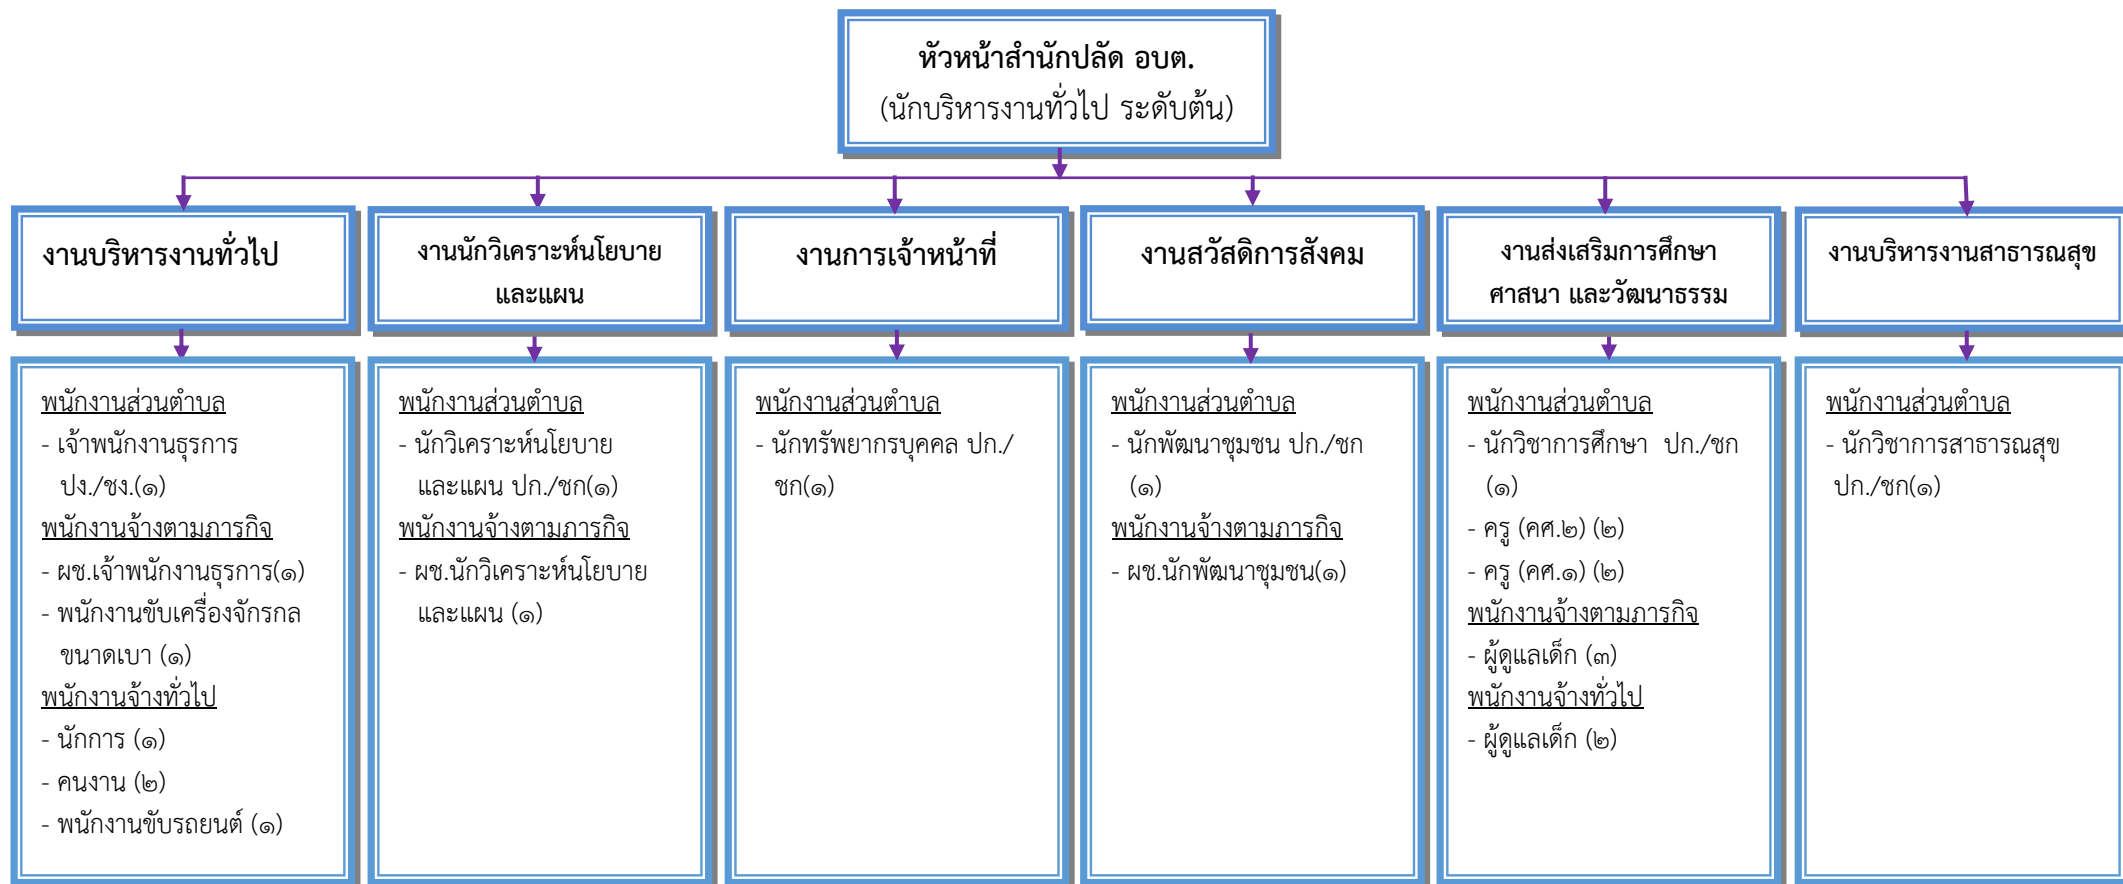 หัวหน้าสำนักปลัด อบต.
(นักบริหารงานทั่วไป ระดับต้น)
งานบริหารงานทั่วไป
งานนักวิเคราะห์นโยบาย
และแผน
งานการเจ้าหน้าที่
งานสวัสดิการสังคม
งานส่งเสริมการศึกษา
ศาสนา และวัฒนาธรรม
งานบริหารงานสาธารณสุข
พนักงานส่วนตำบล
- เจ้าพนักงานธุรการ
ปง./ชง.(๑)
พนักงานจ้างตามภารกิจ
- ผช.เจ้าพนักงานธุรการ(๑)
- พนักงานขับเครื่องจักรกล
ขนาดเบา (๑)
พนักงานจ้างทั่วไป
- นักการ (๑)
- คนงาน (๒)
- พนักงานขับรถยนต์ (๑)
พนักงานส่วนตำบล
- นักวิเคราะห์นโยบาย
และแผน ปก./ชก(๑)
พนักงานจ้างตามภารกิจ
- ผช.นักวิเคราะห์นโยบาย
และแผน (๑)
พนักงานส่วนตำบล
- นักทรัพยากรบุคคล ปก./
ชก(๑)
พนักงานส่วนตำบล
- นักพัฒนาชุมชน ปก./ชก
(๑)
พนักงานจ้างตามภารกิจ
- ผช.นักพัฒนาชุมชน(๑)
พนักงานส่วนตำบล
- นักวิชาการศึกษา ปก./ชก
(๑)
- ครู (คศ.๒) (๒)
- ครู (คศ.๑) (๒)
พนักงานจ้างตามภารกิจ
- ผู้ดูแลเด็ก (๓)
พนักงานจ้างทั่วไป
- ผู้ดูแลเด็ก (๒)
พนักงานส่วนตำบล
- นักวิชาการสาธารณสุข
ปก./ชก(๑)